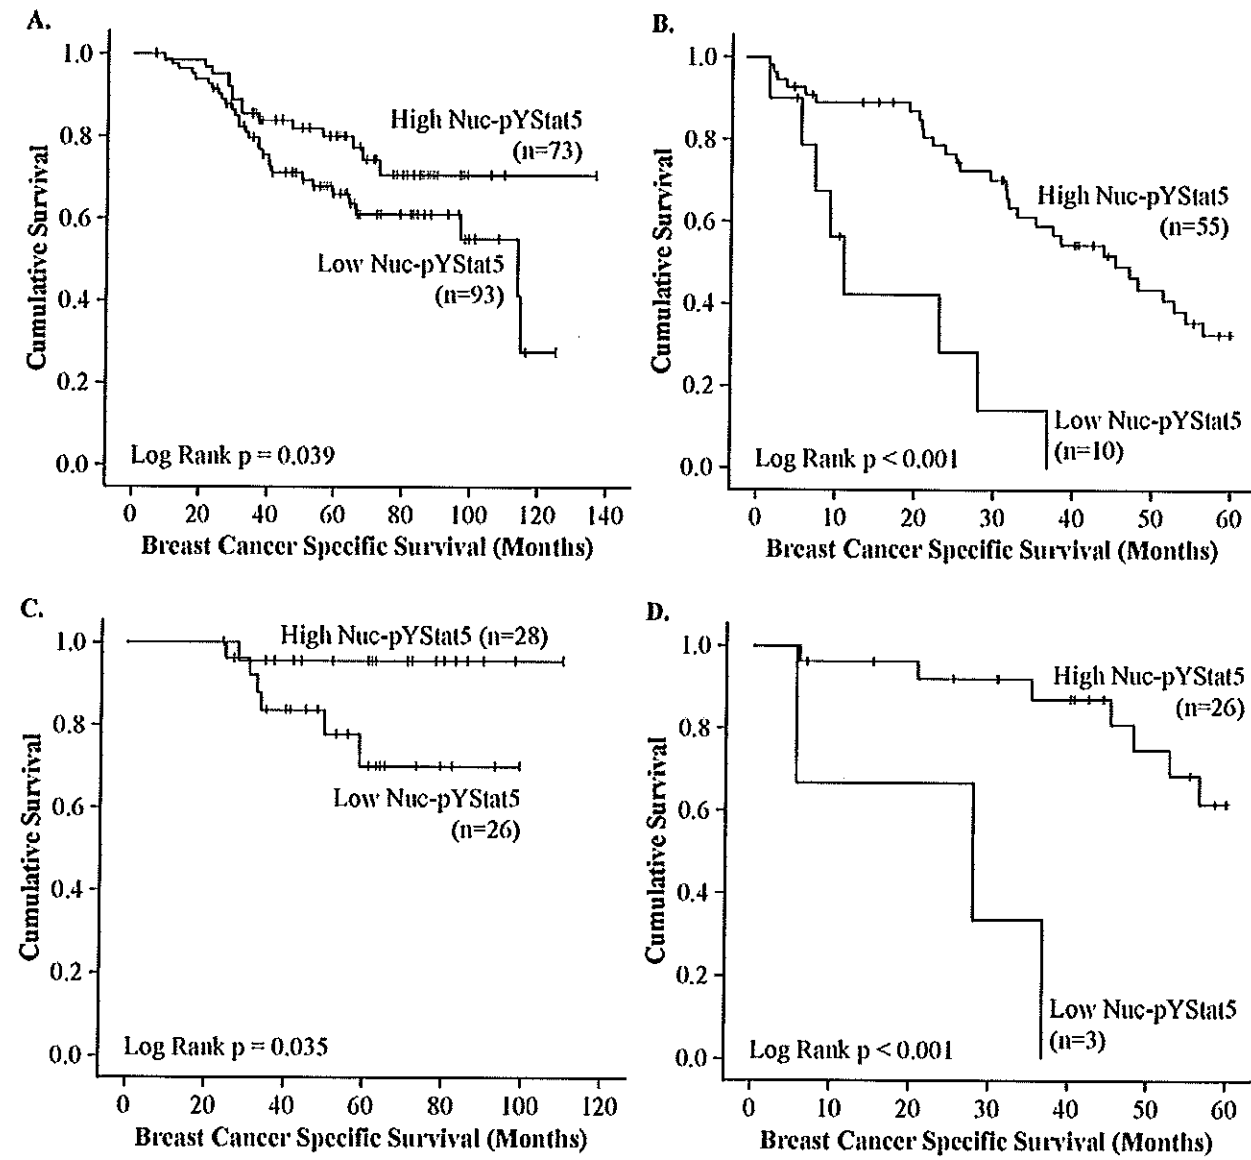 A.
1.0
0.8
0.6
0.4
0.2
0.0
Cumulative Survival
High Nuc-pYStat5
(n=73)
Low Nuc-pYStat5
(n=93)
Log Rank p = 0.039
0 20 40 60 80 100 120 140
Breast Cancer Specific Survival (Months)
B.
1.0
0.8
0.6
0.4
0.2
0.0
Cumulative Survival
High Nuc-pYStat5
(n=55)
Low Nuc-pYStat5
(n=10)
Log Rank p < 0.001
0 10 20 30 40 50 60
Breast Cancer Specific Survival (Months)
C.
1.0
0.8
0.6
0.4
0.2
0.0
Cumulative Survival
High Nuc-pYStat5 (n=28)
Low Nuc-pYStat5
(n=26)
Log Rank p = 0.035
0 20 40 60 80 100 120
Breast Cancer Specific Survival (Months)
D.
1.0
0.8
0.6
0.4
0.2
0.0
Cumulative Survival
High Nuc-pYStat5
(n=26)
Low Nuc-pYStat5
(n=3)
Log Rank p < 0.001
0 10 20 30 40 50 60
Breast Cancer Specific Survival (Months)